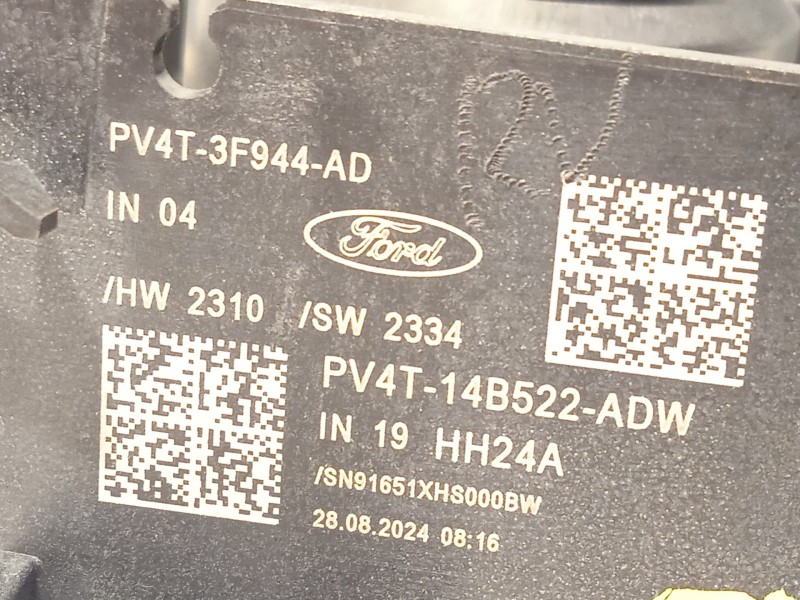 PV4T-3F944-AD
IN 04
Ford
/HW 2310 /SW 2334
PV4T-14B522-ADW
IN 19 HH24A
/SN91651XHS000BW
28.08.2024 08:16